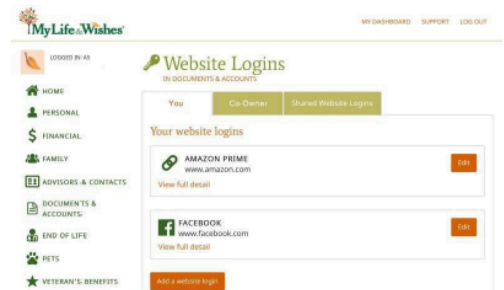 MyLife&Wishes
MY DASHBOARD SUPPORT LOG OUT
LOGGED IN AS
HOME
PERSONAL
FINANCIAL
FAMILY
ADVISORS & CONTACTS
DOCUMENTS &
ACCOUNTS
END OF LIFE
PETS
VETERAN'S BENEFITS
Website Logins
IN DOCUMENTS & ACCOUNTS
You Co-Owner Shared Website Logins
Your website logins
AMAZON PRIME
www.amazon.com
Edit
View full detail
FACEBOOK
www.facebook.com
Edit
View full detail
Add a website login